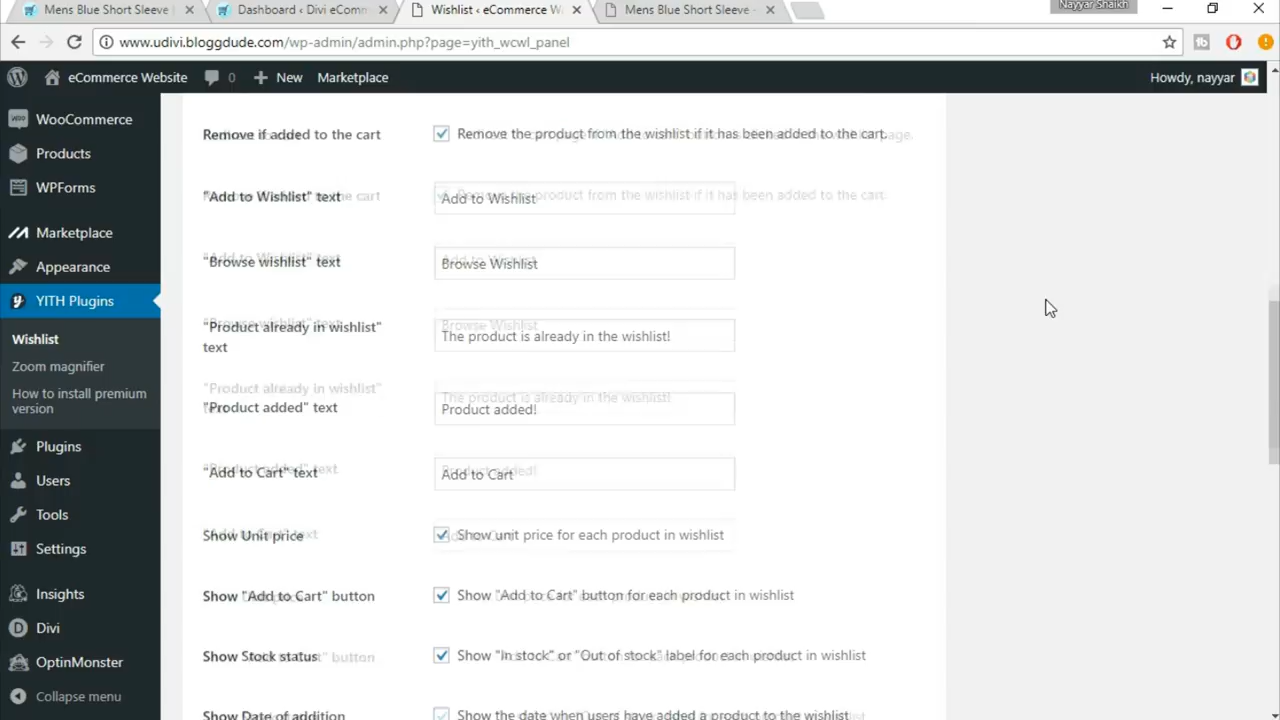 Mens Blue Short Sleeve
Dashboard ‹ Divi eComm
Wishlist ‹ eCommerce W
Mens Blue Short Sleeve -
Nayyar Shaikh
www.udivi.bloggdude.com/wp-admin/admin.php?page=yith_wcwl_panel
eCommerce Website
0
New
Marketplace
Howdy, nayyar
WooCommerce
Products
WPForms
Marketplace
Appearance
YITH Plugins
Wishlist
Zoom magnifier
How to install premium
version
Plugins
Users
Tools
Settings
Insights
Divi
OptinMonster
Collapse menu
Remove if added to the cart
Remove the product from the wishlist if it has been added to the cart.
"Add to Wishlist" text
Add to Wishlist
"Browse wishlist" text
Browse Wishlist
"Product already in wishlist"
text
The product is already in the wishlist!
"Product added" text
Product added!
"Add to Cart" text
Add to Cart
Show Unit price
Show unit price for each product in wishlist
Show "Add to Cart" button
Show "Add to Cart" button for each product in wishlist
Show Stock status
Show "In stock" or "Out of stock" label for each product in wishlist
Show Date of addition
Show the date when users have added a product to the wishlist